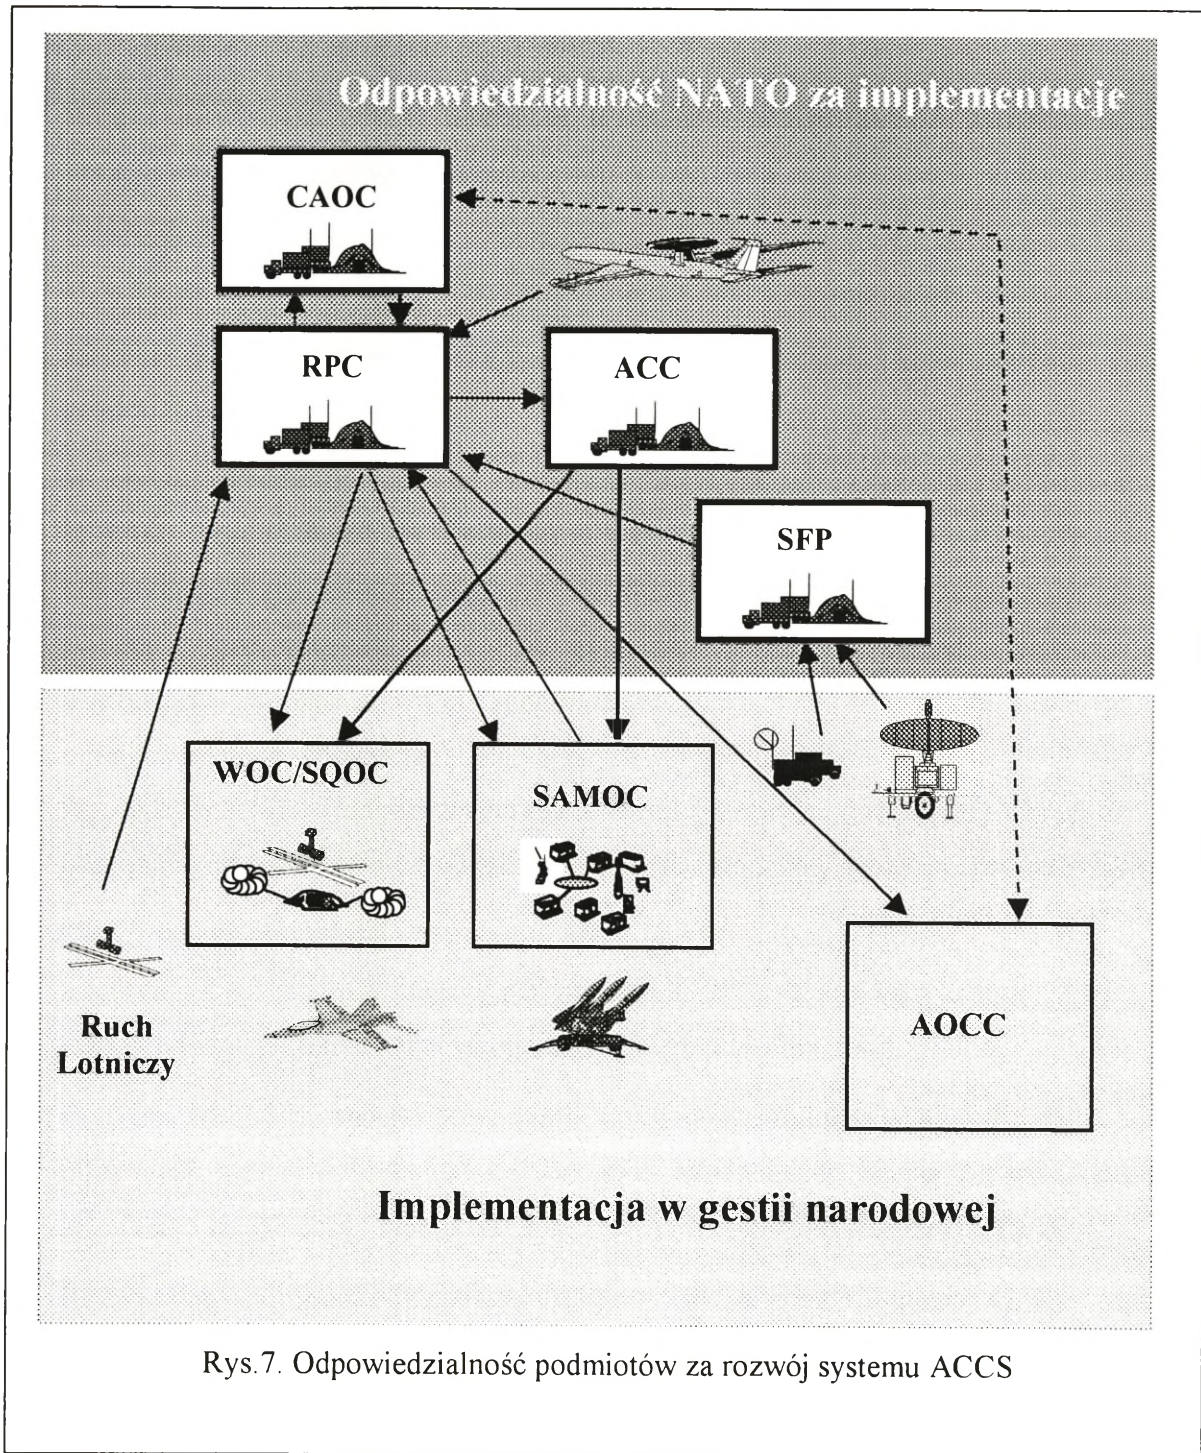 Odpowiedzialność NATO za implementacje
CAOC
RPC
ACC
SFP
WOC/SQOC
SAMOC
Ruch
Lotniczy
AOCC
Implementacja w gestii narodowej
Rys.7. Odpowiedzialność podmiotów za rozwój systemu ACCS